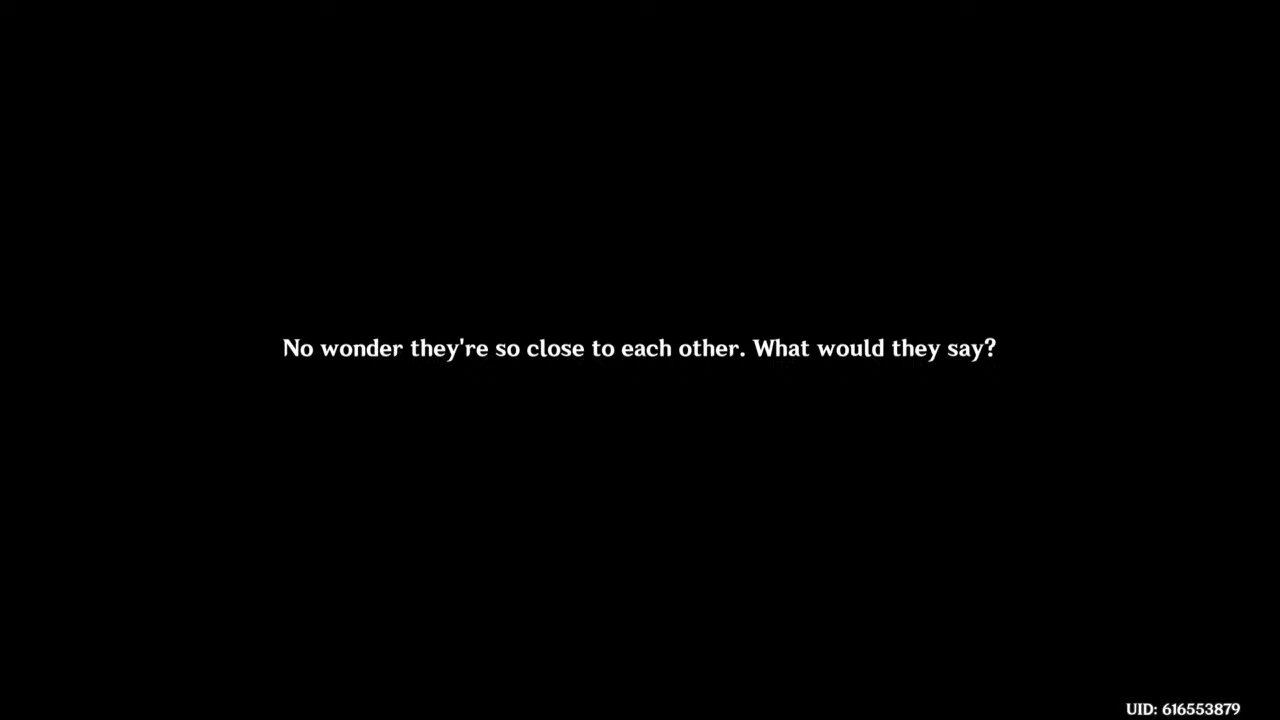 No wonder they're so close to each other. What would they say?
UID: 616553879